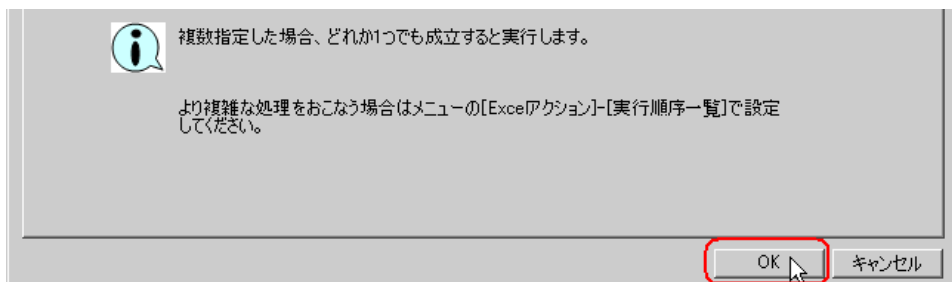 複数指定した場合、どれか1つでも成立すると実行します。
より複雑な処理をおこなう場合はメニューの[Excelアクション]-[実行順序一覧]で設定
してください。
OK
キャンセル